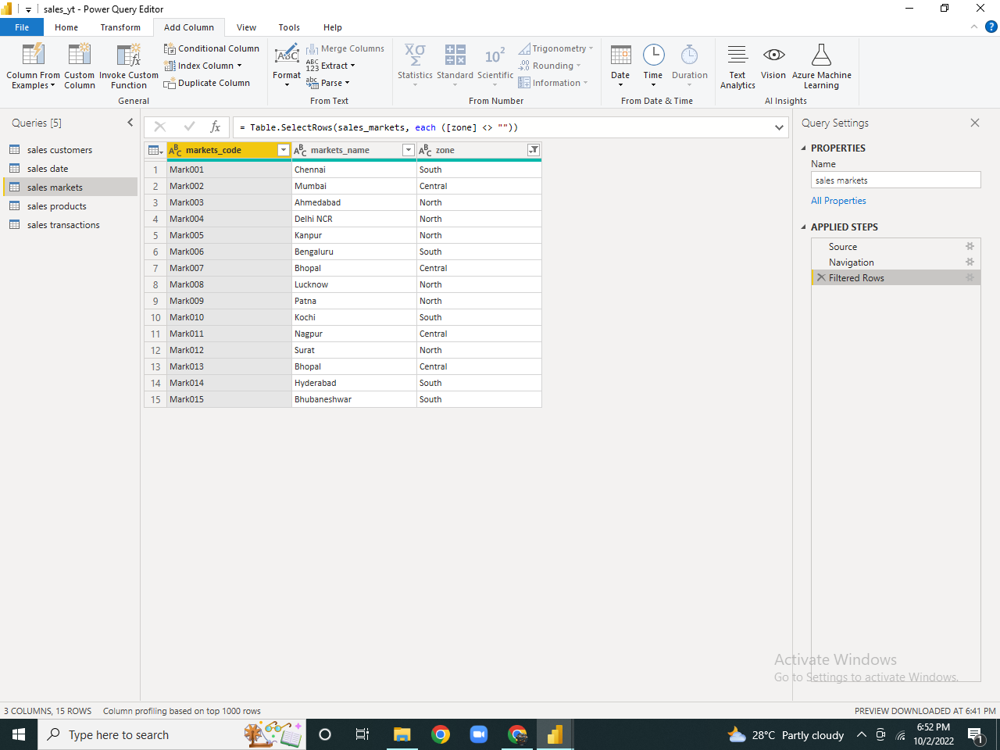 sales_yt - Power Query Editor
File Home Transform Add Column View Tools Help
Column From Examples
Custom Column
Invoke Custom Function
Conditional Column
Index Column
Duplicate Column
General
Format
Merge Columns
Extract
Parse
From Text
Statistics
Standard
Scientific
Trigonometry
Rounding
Information
From Number
Date
Time
Duration
From Date & Time
Text Analytics
Vision
Azure Machine Learning
AI Insights
Queries [5]
sales customers
sales date
sales markets
sales products
sales transactions
= Table.SelectRows(sales_markets, each ([zone] <> ""))
markets_code markets_name zone
1 Mark001 Chennai South
2 Mark002 Mumbai Central
3 Mark003 Ahmedabad North
4 Mark004 Delhi NCR North
5 Mark005 Kanpur North
6 Mark006 Bengaluru South
7 Mark007 Bhopal Central
8 Mark008 Lucknow North
9 Mark009 Patna North
10 Mark010 Kochi South
11 Mark011 Nagpur Central
12 Mark012 Surat North
13 Mark013 Bhopal Central
14 Mark014 Hyderabad South
15 Mark015 Bhubaneshwar South
Query Settings
PROPERTIES
Name
sales markets
All Properties
APPLIED STEPS
Source
Navigation
Filtered Rows
Activate Windows
Go to Settings to activate Windows.
3 COLUMNS, 15 ROWS Column profiling based on top 1000 rows
PREVIEW DOWNLOADED AT 6:41 PM
Type here to search
28°C Partly cloudy
6:52 PM
10/2/2022
1